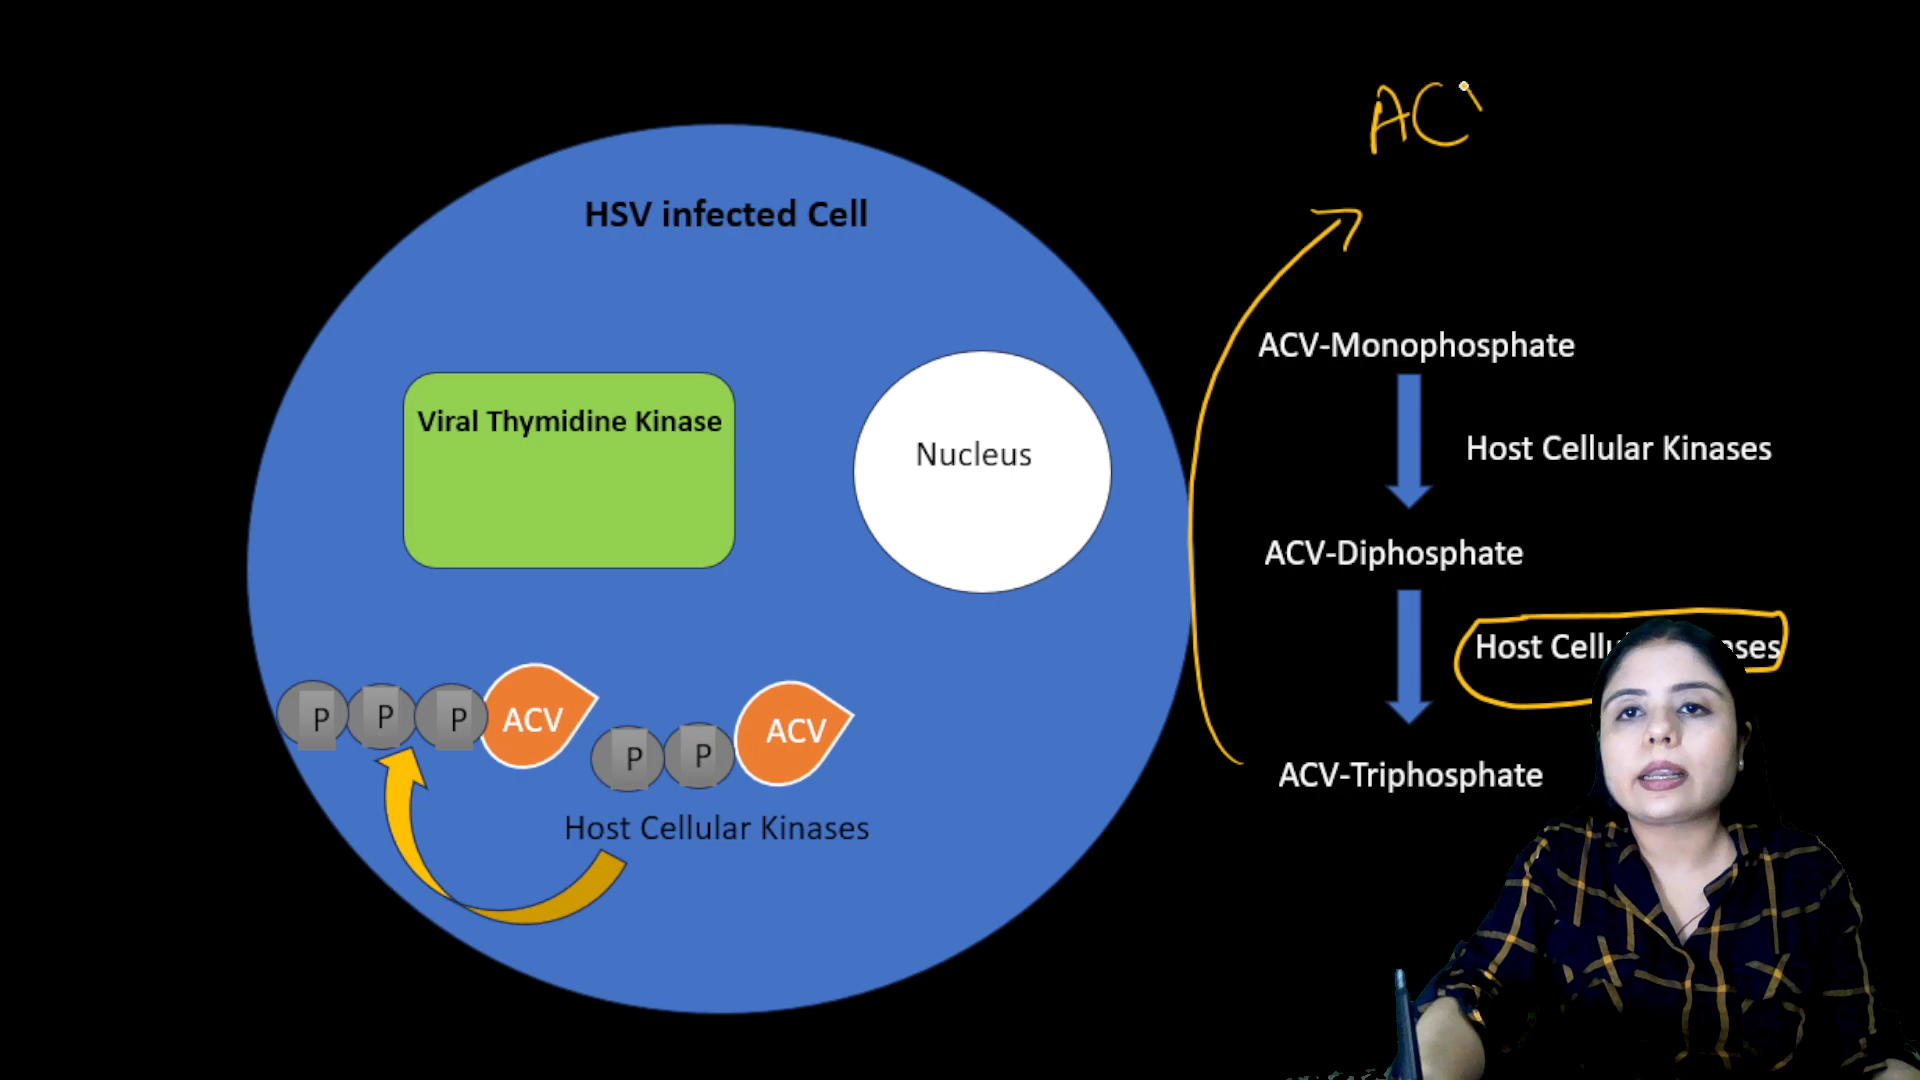 AC
HSV infected Cell
Viral Thymidine Kinase
Nucleus
P P P ACV
P P ACV
Host Cellular Kinases
ACV-Monophosphate
Host Cellular Kinases
ACV-Diphosphate
Host
ACV-Triphosphate